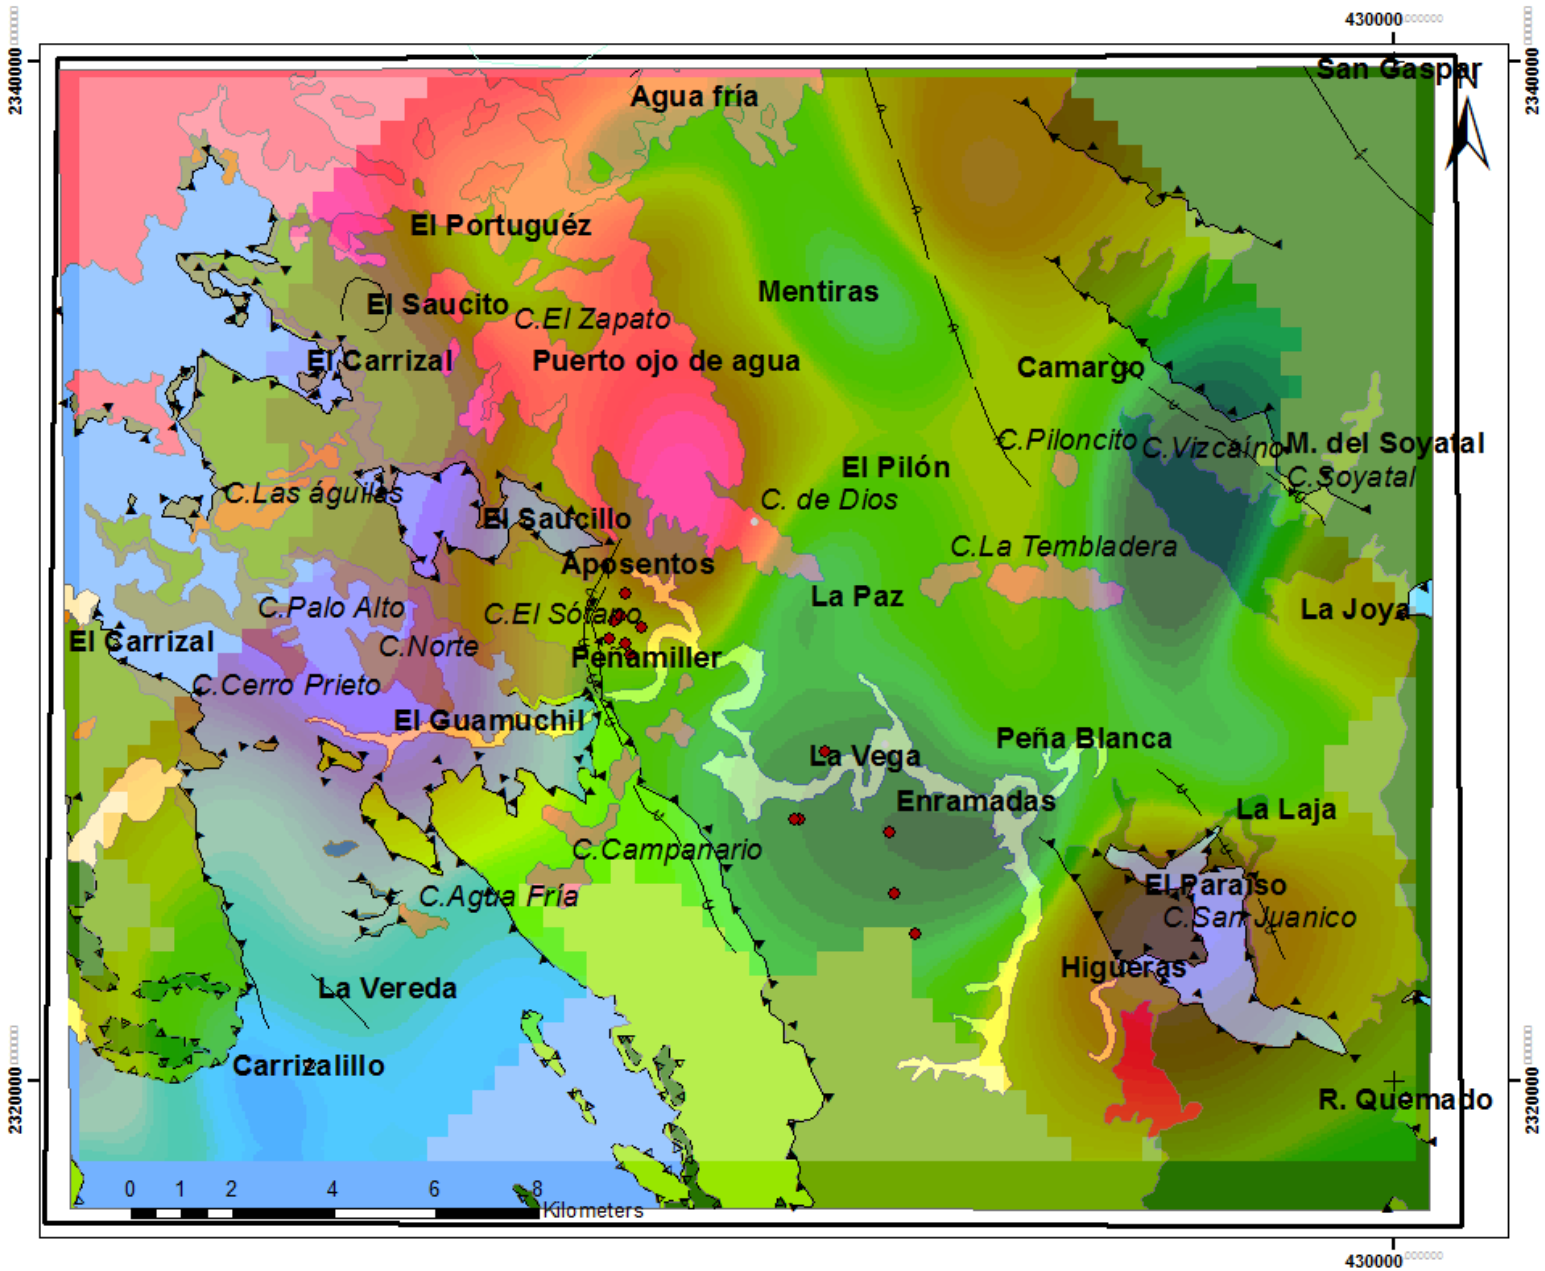 430000
2340000
2340000
San Gaspar
N
Agua fría
El Portuguéz
Mentiras
El Saucito
C.El Zapato
El Carrizal
Puerto ojo de agua
Camargo
C.Piloncito
C.Vizcaíno
M. del Soyatal
C.Soyatal
El Pilón
C. de Dios
C.Las águilas
El Saucillo
C.La Tembladera
Aposentos
La Paz
C.Palo Alto
C.El Sótano
La Joya
El Carrizal
C.Norte
Peñamiller
C.Cerro Prieto
El Guamuchil
Peña Blanca
La Vega
Enramadas
La Laja
C.Campanario
El Paraíso
C.Agua Fría
C.San Juanico
Higueras
La Vereda
Carrizalillo
2320000
2320000
R. Quemado
0 1 2 4 6 8
Kilometers
430000